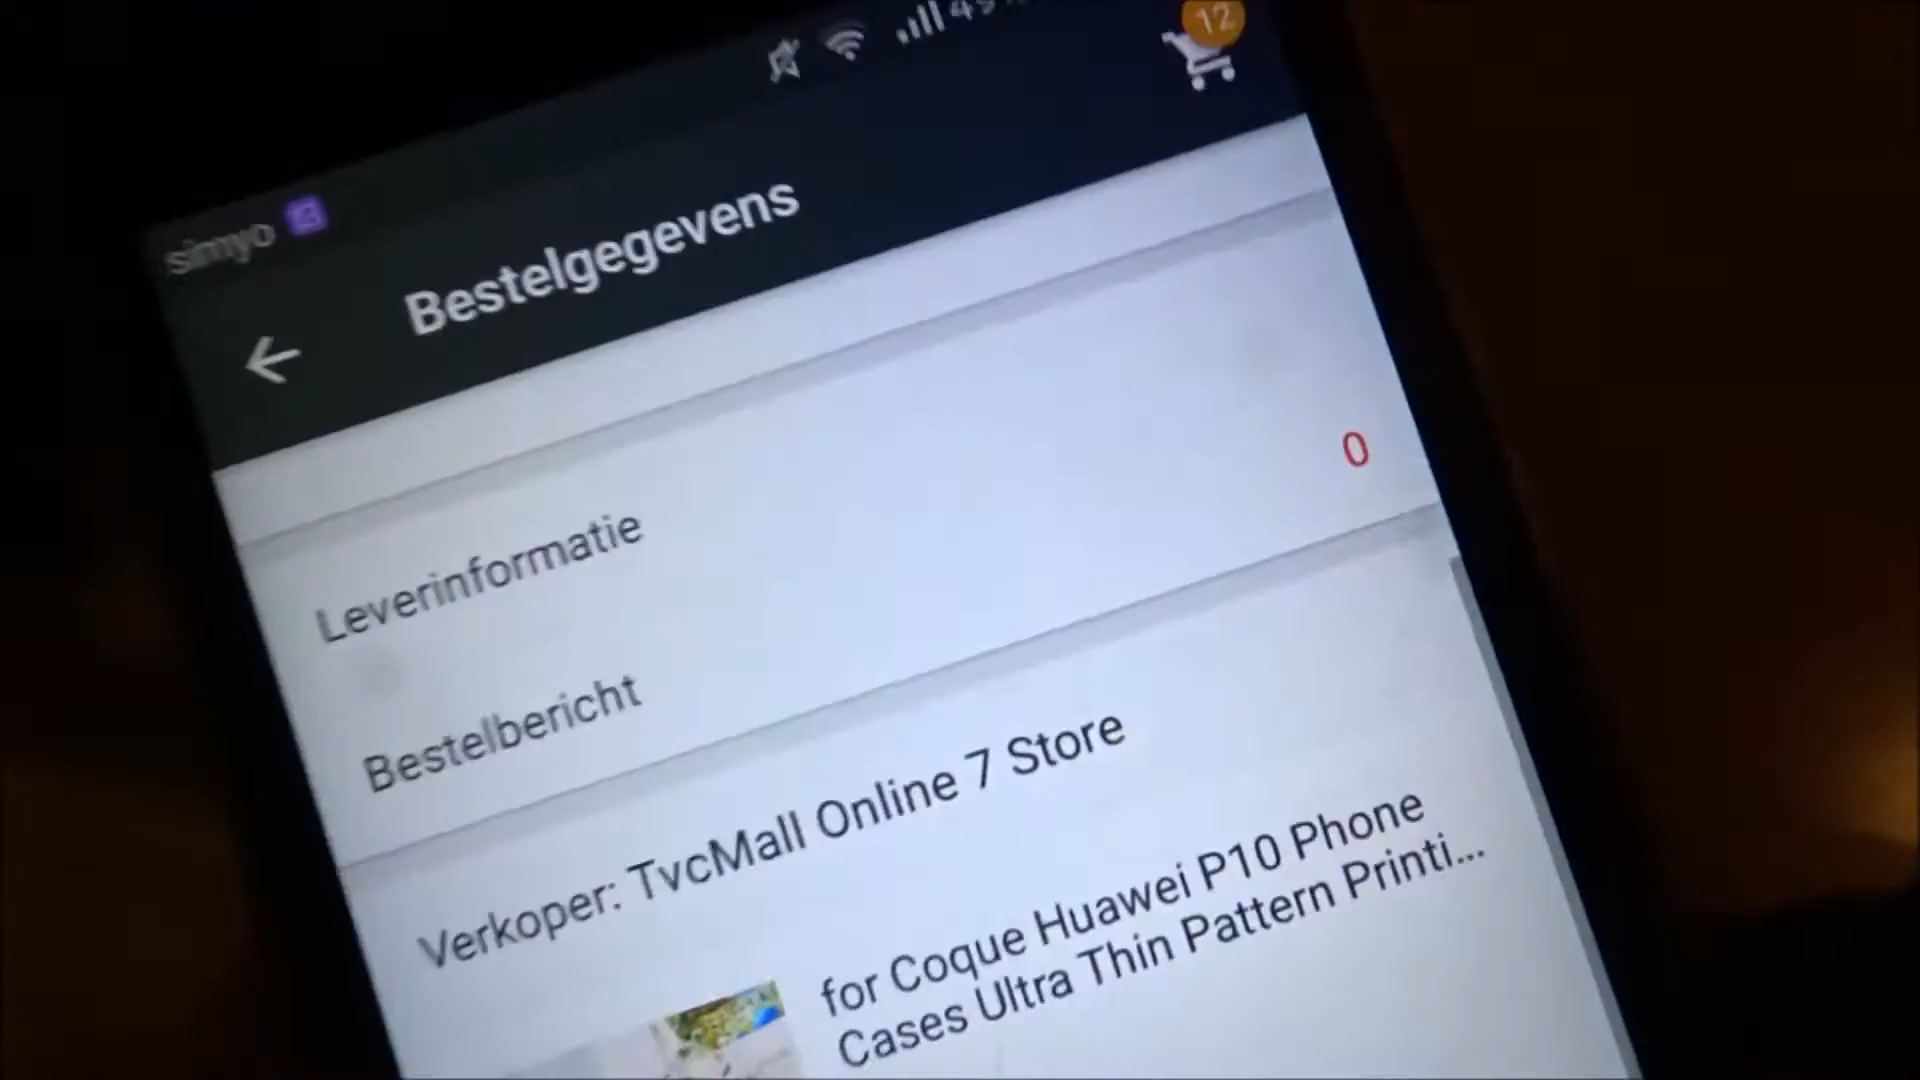 simyo
12
Bestelgegevens
Leverinformatie
0
Bestelbericht
Verkoper: TvcMall Online 7 Store
for Coque Huawei P10 Phone
Cases Ultra Thin Pattern Printi...